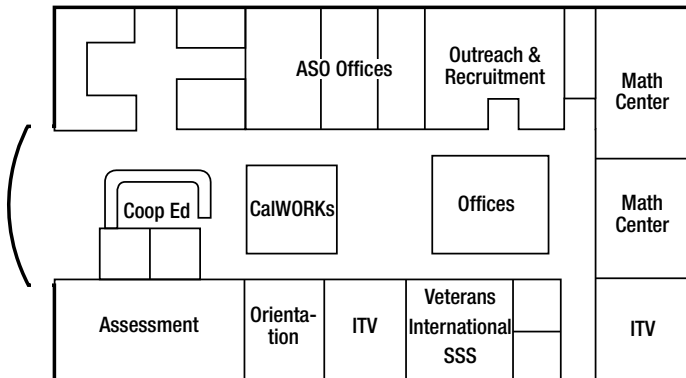 ASO Offices
Outreach &
Recruitment
Math
Center
Coop Ed
CalWORKs
Offices
Math
Center
Assessment
Orienta-
tion
ITV
Veterans
International
SSS
ITV